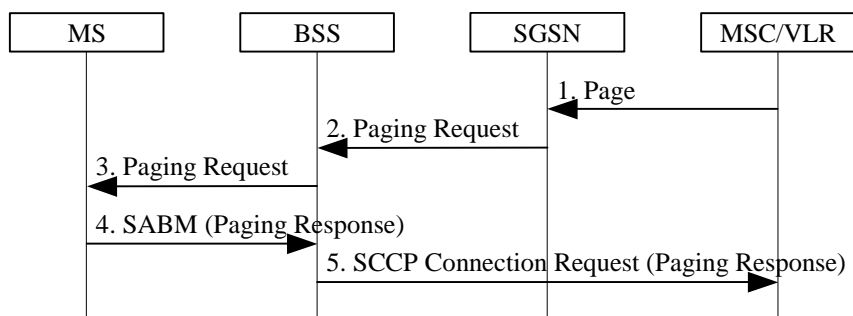 MS
BSS
SGSN
MSC/VLR
1. Page
2. Paging Request
3. Paging Request
4. SABM (Paging Response)
5. SCCP Connection Request (Paging Response)